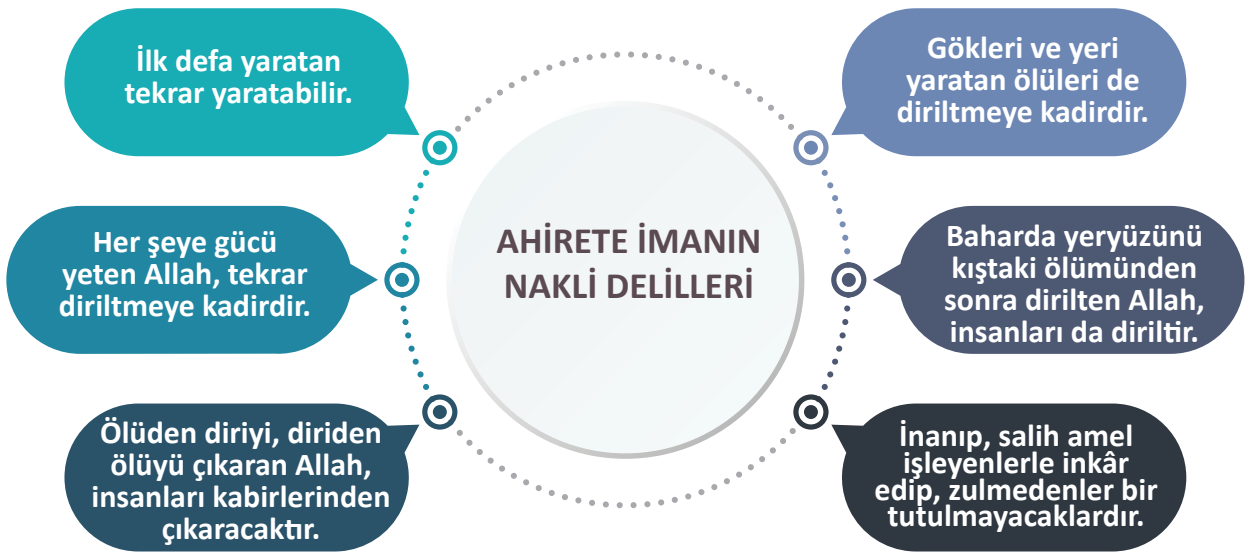 İlk defa yaratan
tekrar yaratabilir.
Gökleri ve yeri
yaratan ölüleri de
diriltmeye kadirdir.
AHİRETE İMANIN
NAKLİ DELİLLERİ
Her şeye gücü
yeten Allah, tekrar
diriltmeye kadirdir.
Baharda yeryüzünü
kıştaki ölümünden
sonra dirilten Allah,
insanları da diriltir.
Ölüden diriyi, diriden
ölüyü çıkaran Allah,
insanları kabirlerinden
çıkaracaktır.
İnanıp, salih amel
işleyenlerle inkâr
edip, zulmedenler bir
tutulmayacaklardır.